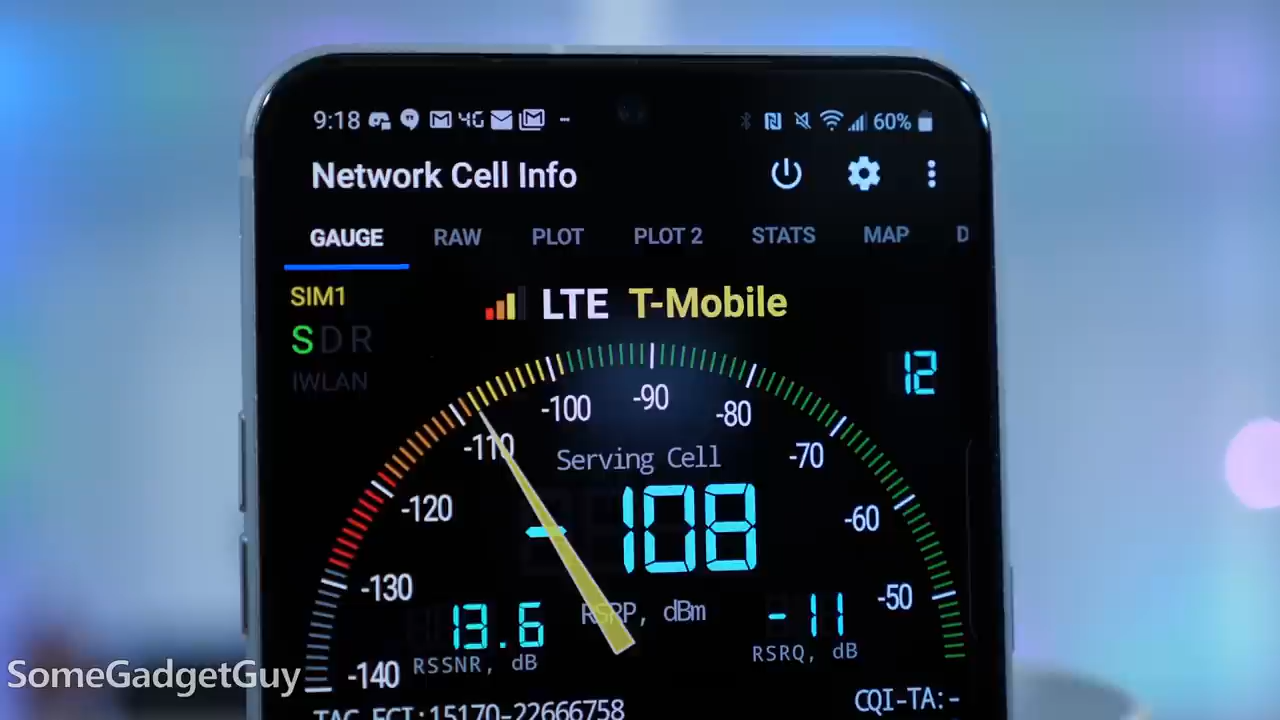 9:18 4G 60%
Network Cell Info
GAUGE RAW PLOT PLOT 2 STATS MAP D
SIM1
LTE T-Mobile
S D R
IWLAN
12
-140 -130 -120 -110 -100 -90 -80 -70 -60 -50
Serving Cell
-108
RSRP, dBm
13.6
RSSNR, dB
-11
RSRQ, dB
CQI-TA:-
TAC ECI:15170-22666758
SomeGadgetGuy